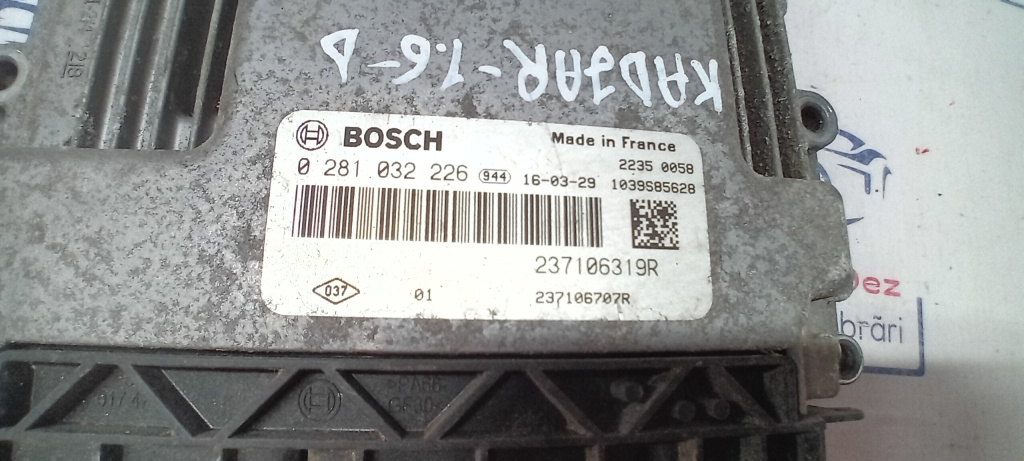 KADJAR-1.6-D
BOSCH Made in France
0 281 032 226 944 16-03-29 2235 0058
1039S85628
237106319R
037 01 237106707R
Dez
brări